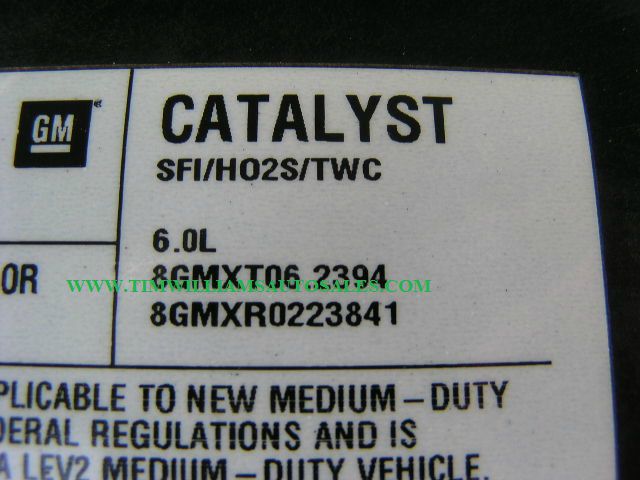 GM
CATALYST
SFI/HO2S/TWC
6.0L
8GMXT06.2394
OR
WWW.TIMWILLIAMSAUTOSALES.COM
8GMXR0223841
PLICABLE TO NEW MEDIUM-DUTY
DERAL REGULATIONS AND IS
A LEV2 MEDIUM-DUTY VEHICLE.